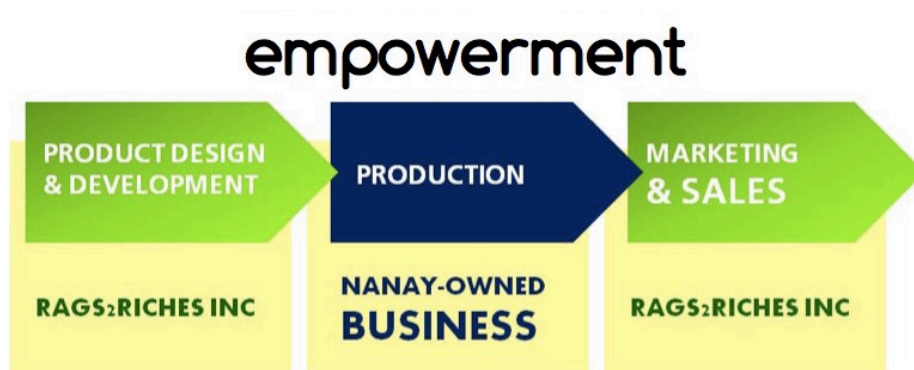 empowerment
PRODUCT DESIGN
& DEVELOPMENT
PRODUCTION
MARKETING
& SALES
RAGS2RICHES INC
NANAY-OWNED
BUSINESS
RAGS2RICHES INC